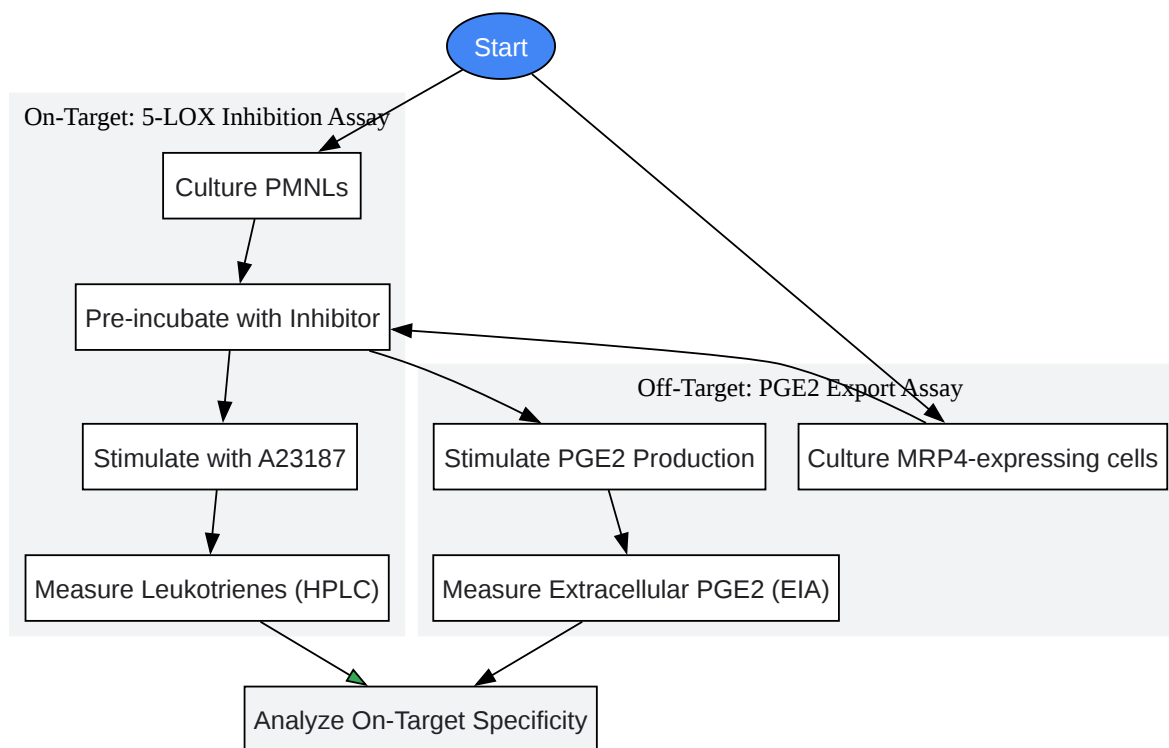 Start
On-Target: 5-LOX Inhibition Assay
Culture PMNLs
Pre-incubate with Inhibitor
Off-Target: PGE2 Export Assay
Stimulate with A23187
Stimulate PGE2 Production
Culture MRP4-expressing cells
Measure Leukotrienes (HPLC)
Measure Extracellular PGE2 (EIA)
Analyze On-Target Specificity